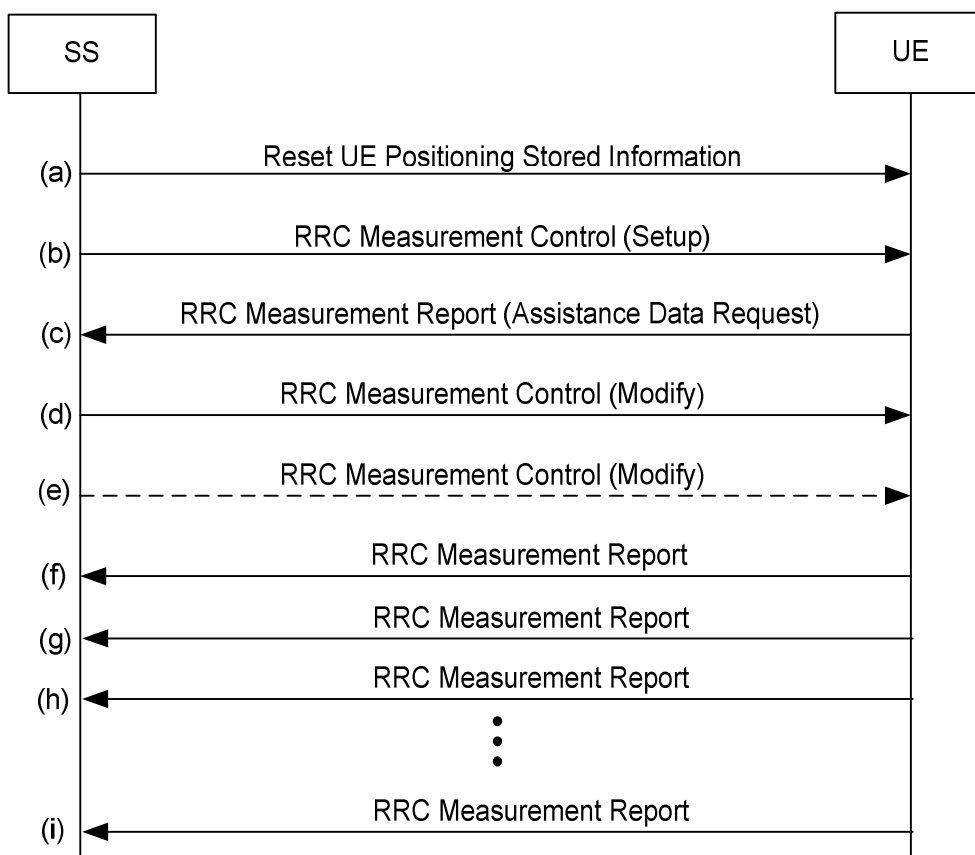 SS
UE
Reset UE Positioning Stored Information
(a)
RRC Measurement Control (Setup)
(b)
RRC Measurement Report (Assistance Data Request)
(c)
RRC Measurement Control (Modify)
(d)
RRC Measurement Control (Modify)
(e)
RRC Measurement Report
(f)
RRC Measurement Report
(g)
RRC Measurement Report
(h)
RRC Measurement Report
(i)